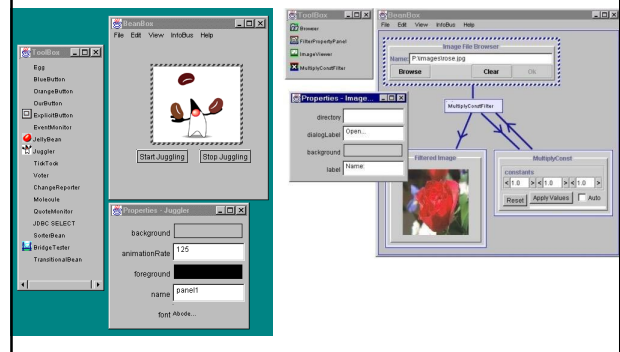 ToolBox
Egg
BlueButton
OrangeButton
OurButton
ExplicitButton
EventMonitor
JellyBean
Juggler
TickTock
Voter
ChangeReporter
Molecule
QuoteMonitor
JDBC SELECT
SorterBean
BridgeTester
TransitionalBean
BeanBox
File Edit View InfoBus Help
Start Juggling Stop Juggling
Properties - Juggler
background
animationRate 125
foreground
name panel1
font Abcde...
ToolBox
Browser
FilterPropertyPanel
ImageViewer
MultiplyConstFilter
Properties - Image...
directory
dialogLabel Open...
background
label Name:
BeanBox
File Edit View InfoBus Help
Image File Browser
Name: P:\images\rose.jpg
Browse Clear Ok
MultiplyConstFilter
Filtered Image
MultiplyConst
constants
< 1.0 > < 1.0 > < 1.0 >
Reset Apply Values Auto